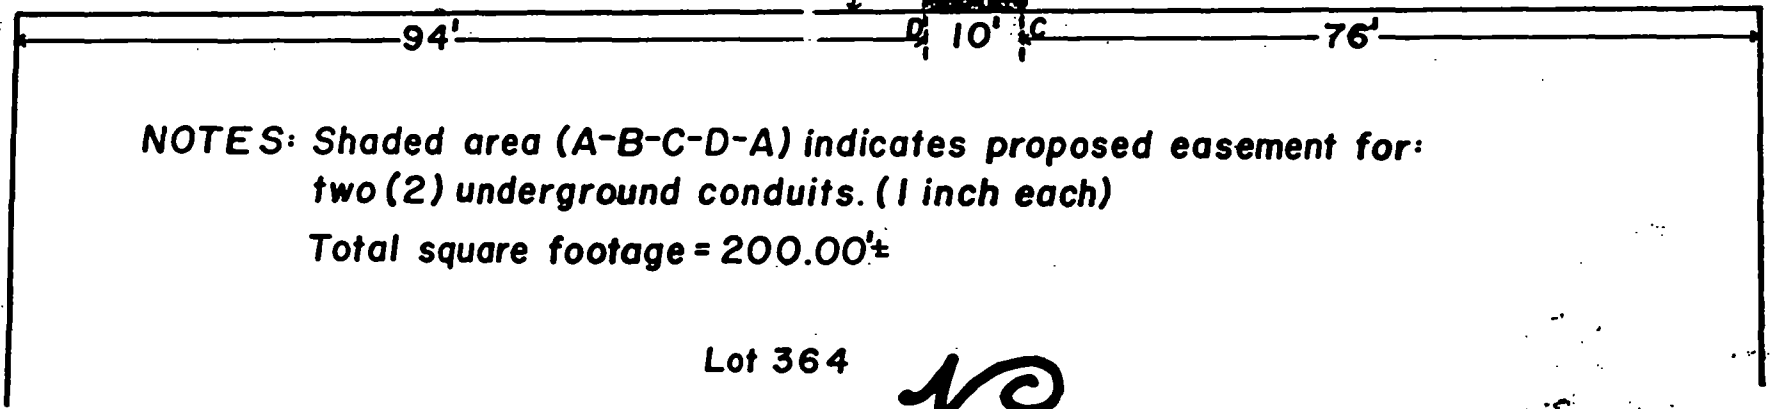 94' D 10' C 76'
NOTES: Shaded area (A-B-C-D-A) indicates proposed easement for:
two (2) underground conduits. (1 inch each)
Total square footage = 200.00'±
Lot 364